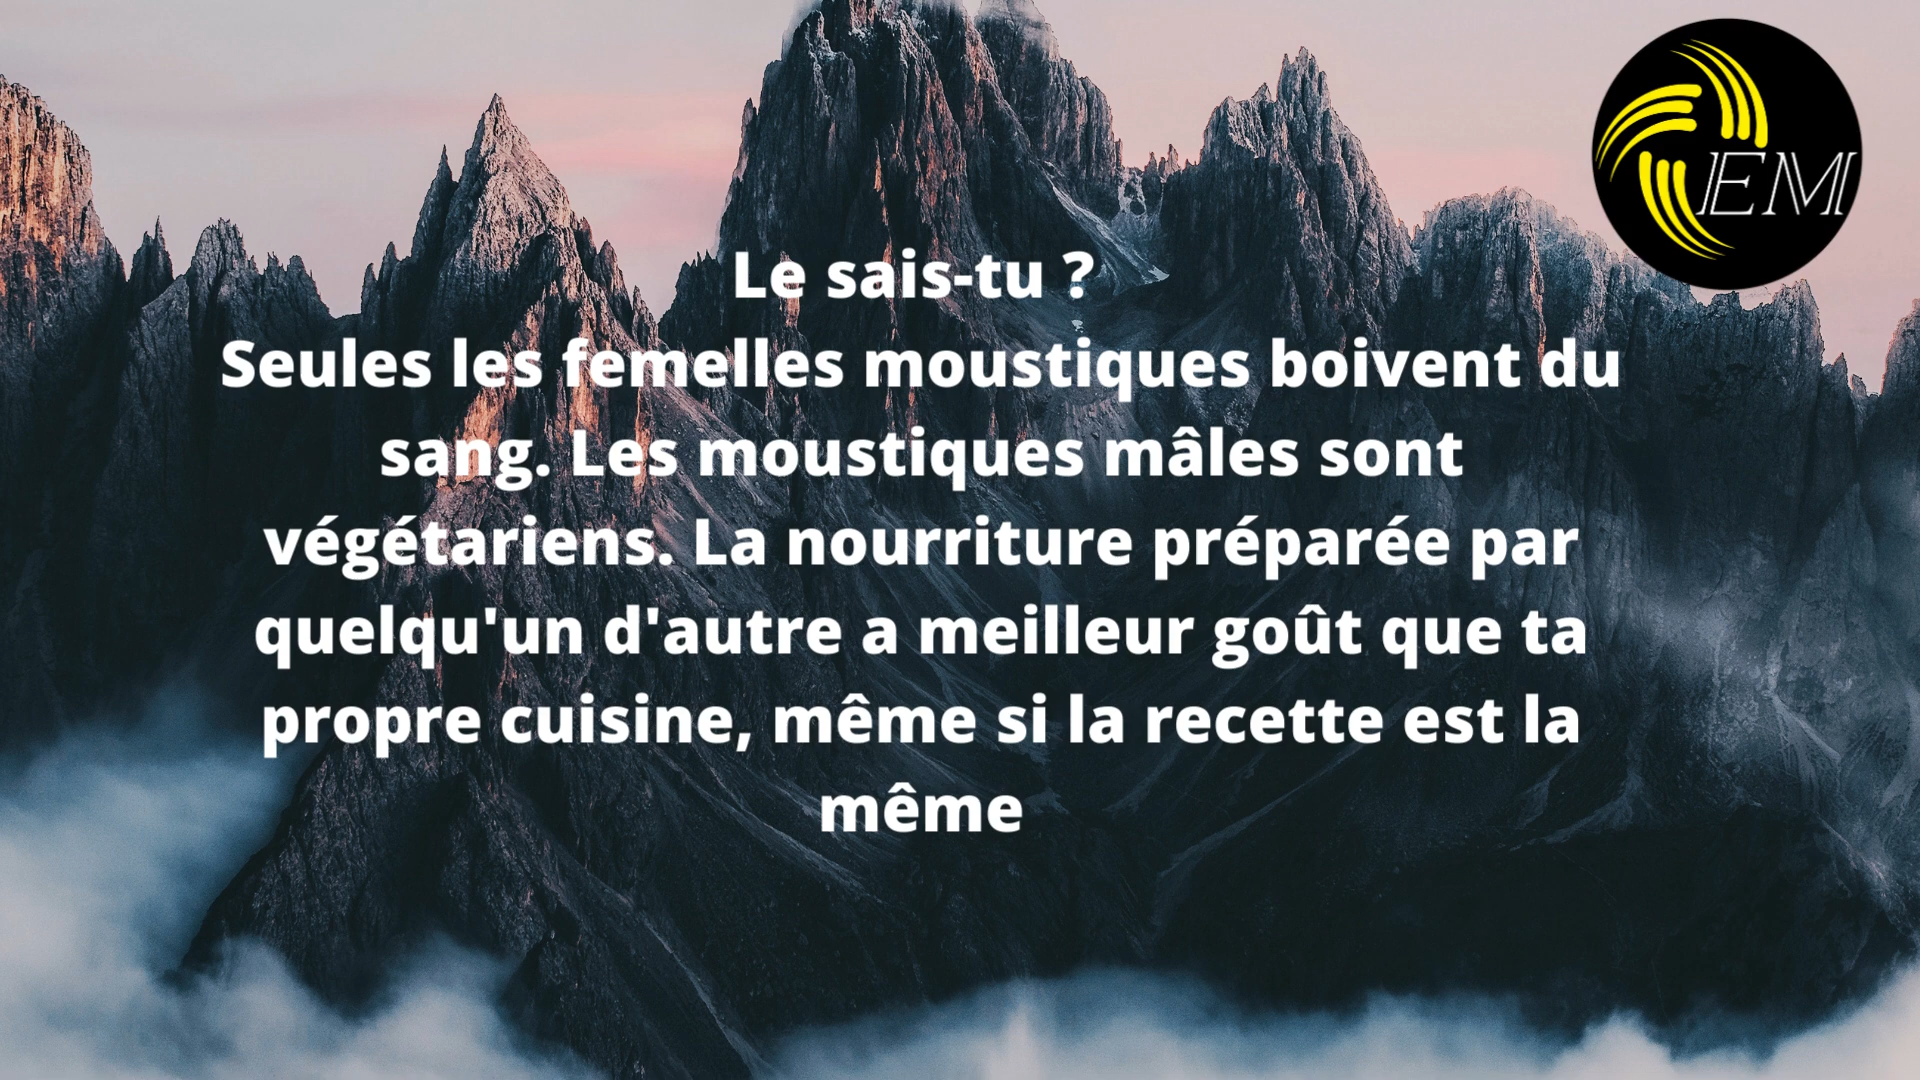 EMI
Le sais-tu ?
Seules les femelles moustiques boivent du
sang. Les moustiques mâles sont
végétariens. La nourriture préparée par
quelqu'un d'autre a meilleur goût que ta
propre cuisine, même si la recette est la
même